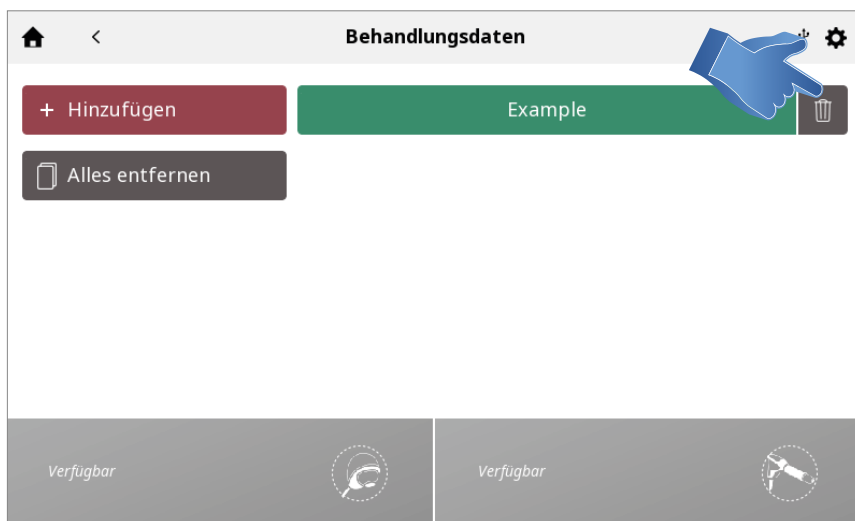 Behandlungsdaten
+ Hinzufügen
Example
Alles entfernen
Verfügbar
Verfügbar